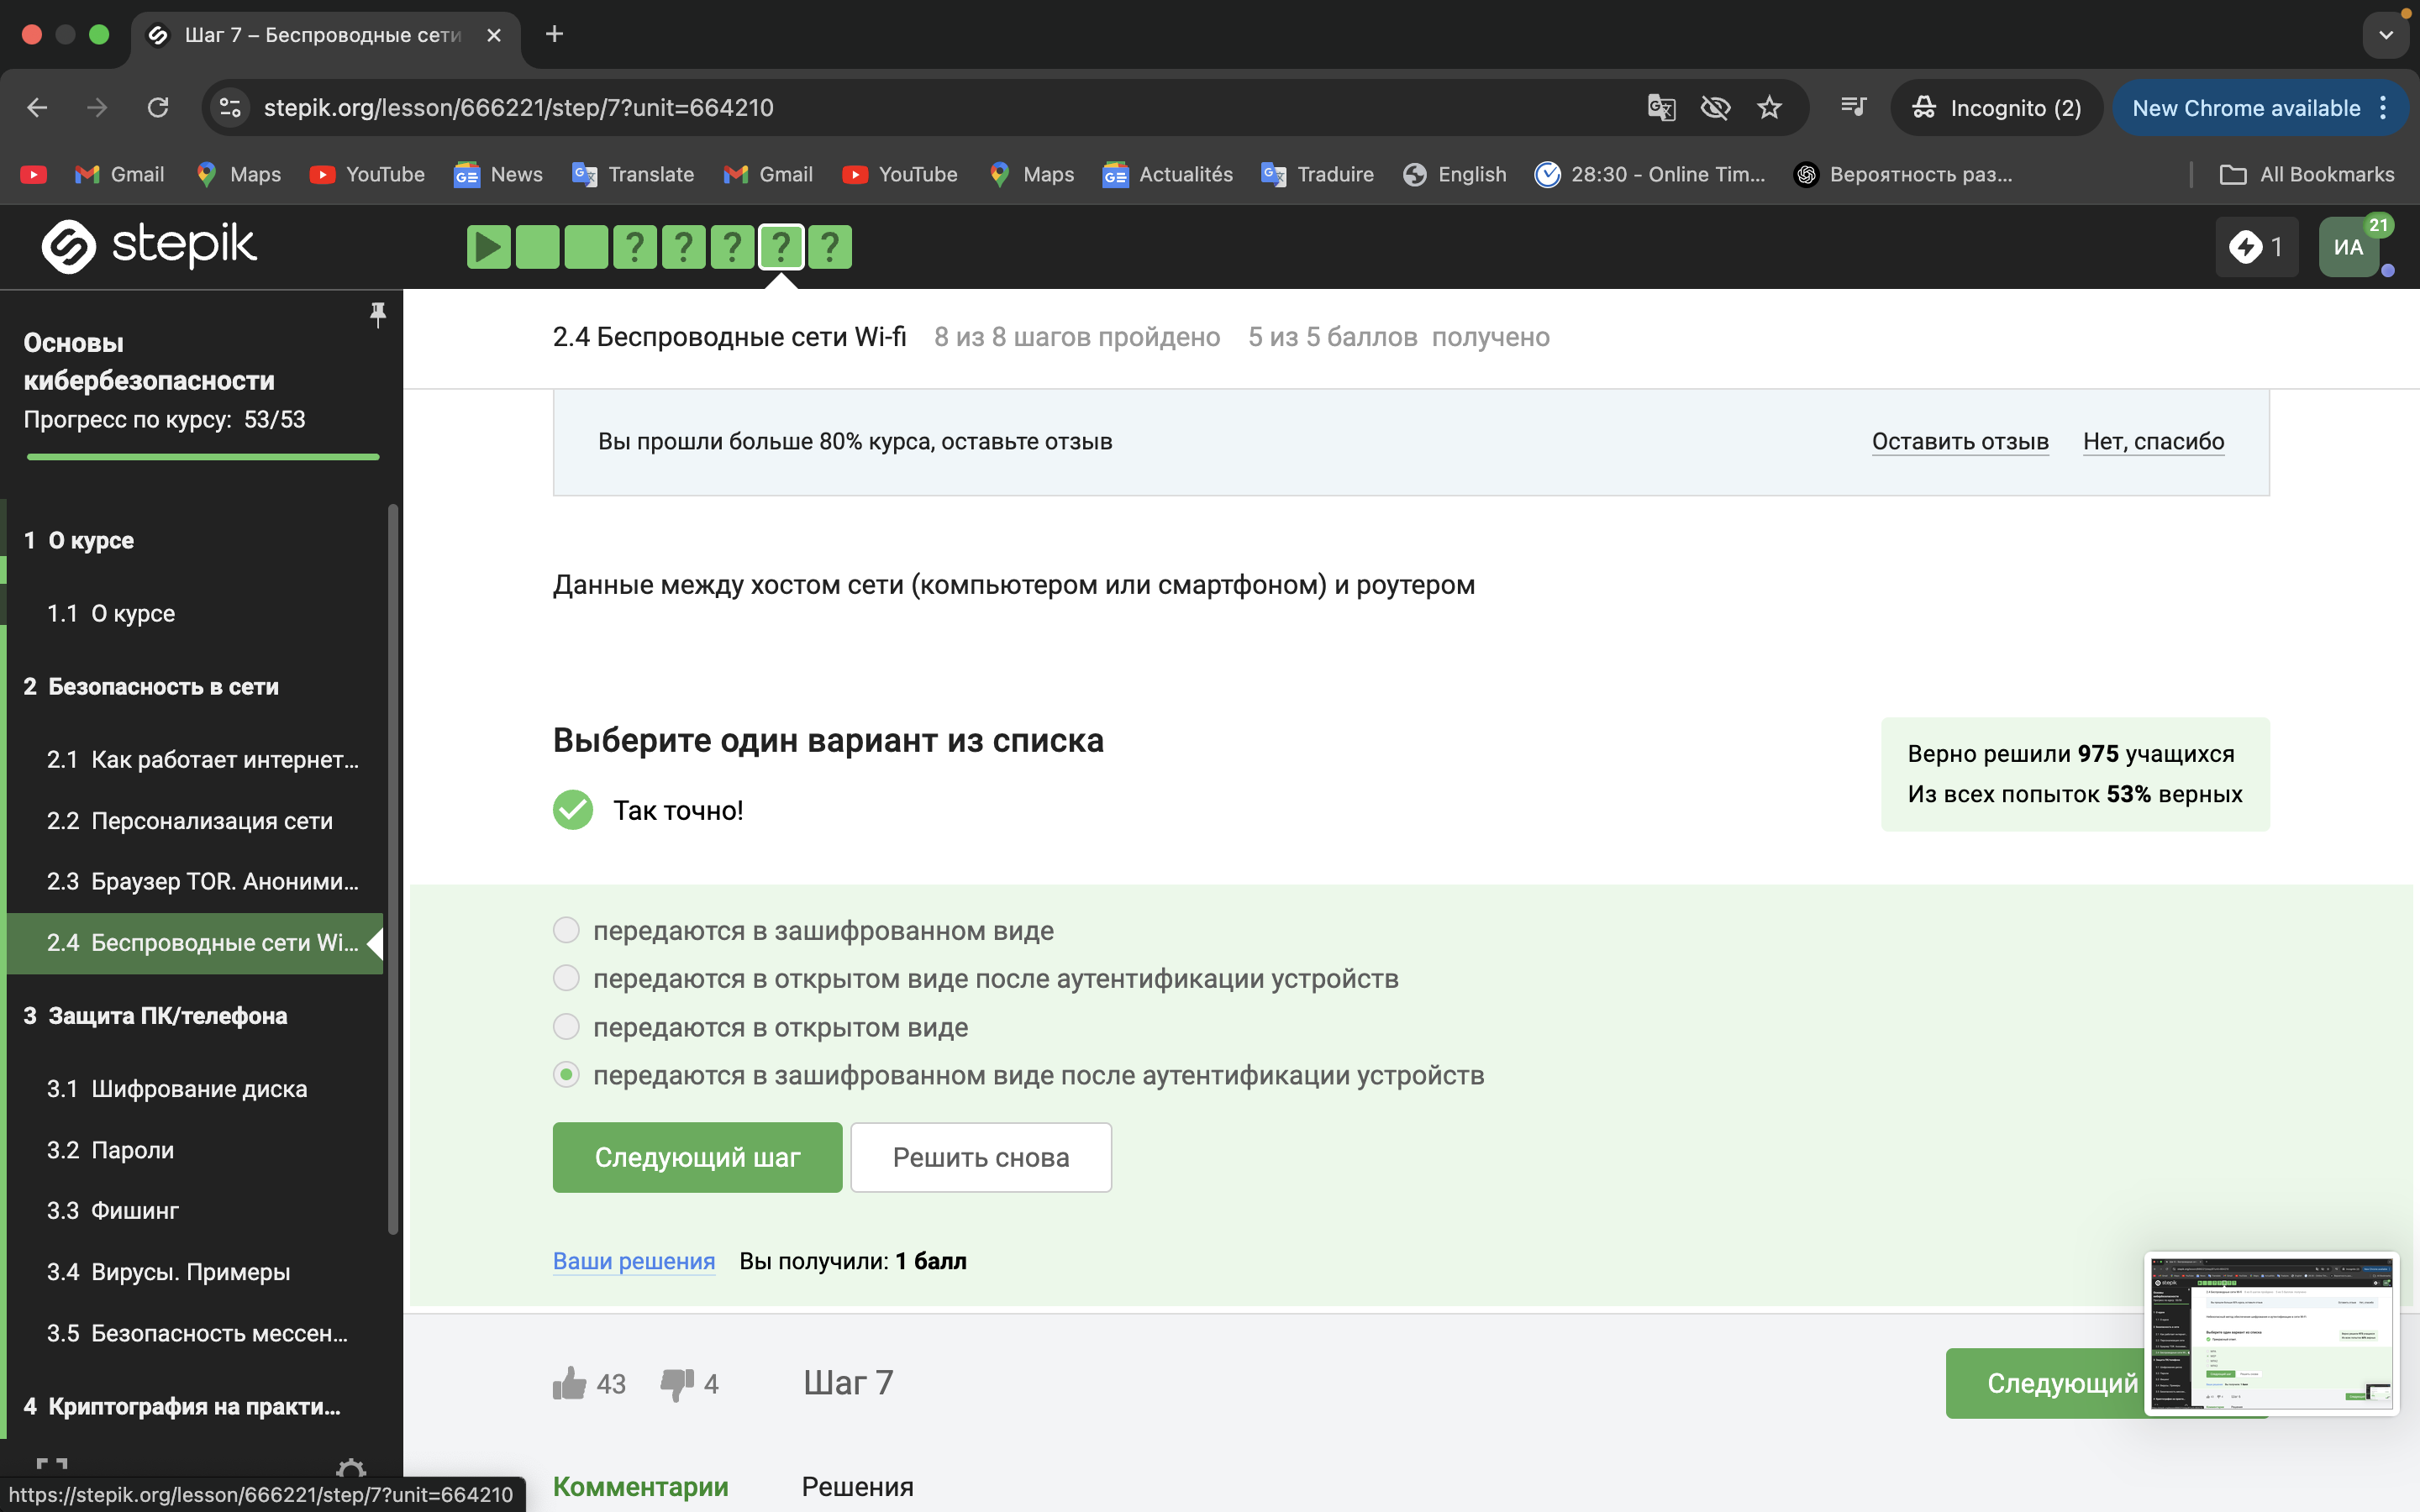 Шаг 7 – Беспроводные сети
stepik.org/lesson/666221/step/7?unit=664210
Incognito (2)
New Chrome available
Gmail
Maps
YouTube
News
Translate
Gmail
YouTube
Maps
Actualités
Traduire
English
28:30 - Online Tim...
Вероятность раз...
All Bookmarks
stepik
? ? ? ? ?
1
ИА
21
Основы
кибербезопасности
Прогресс по курсу: 53/53
1 О курсе
1.1 О курсе
2 Безопасность в сети
2.1 Как работает интернет...
2.2 Персонализация сети
2.3 Браузер TOR. Аноними...
2.4 Беспроводные сети Wi...
3 Защита ПК/телефона
3.1 Шифрование диска
3.2 Пароли
3.3 Фишинг
3.4 Вирусы. Примеры
3.5 Безопасность мессен...
4 Криптография на практи...
https://stepik.org/lesson/666221/step/7?unit=664210
2.4 Беспроводные сети Wi-fi 8 из 8 шагов пройдено 5 из 5 баллов получено
Вы прошли больше 80% курса, оставьте отзыв
Оставить отзыв
Нет, спасибо
Данные между хостом сети (компьютером или смартфоном) и роутером
Выберите один вариант из списка
Так точно!
Верно решили 975 учащихся
Из всех попыток 53% верных
передаются в зашифрованном виде
передаются в открытом виде после аутентификации устройств
передаются в открытом виде
передаются в зашифрованном виде после аутентификации устройств
Следующий шаг
Решить снова
Ваши решения Вы получили: 1 балл
43
4
Шаг 7
Следующий
Комментарии
Решения